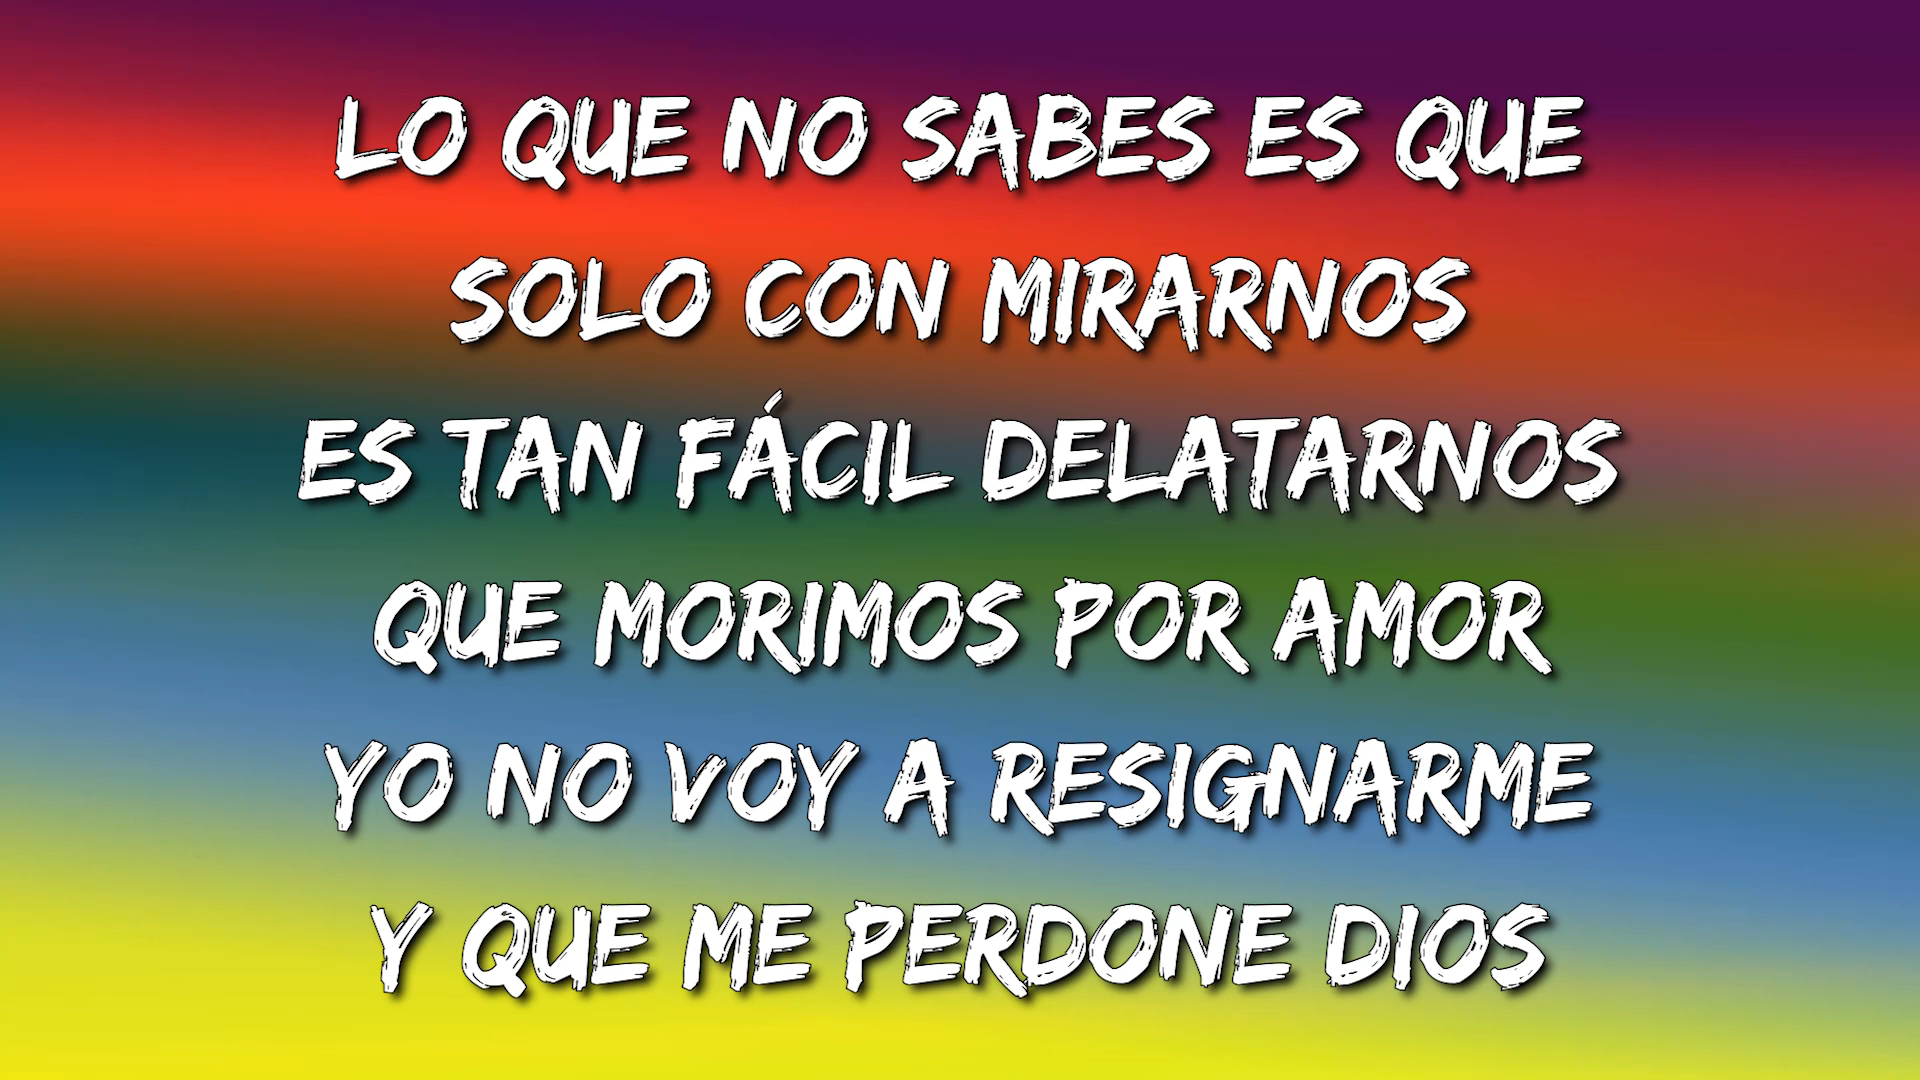 LO QUE NO SABES ES QUE
SOLO CON MIRARNOS
ES TAN FÁCIL DELATARNOS
QUE MORIMOS POR AMOR
YO NO VOY A RESIGNARME
Y QUE ME PERDONE DIOS